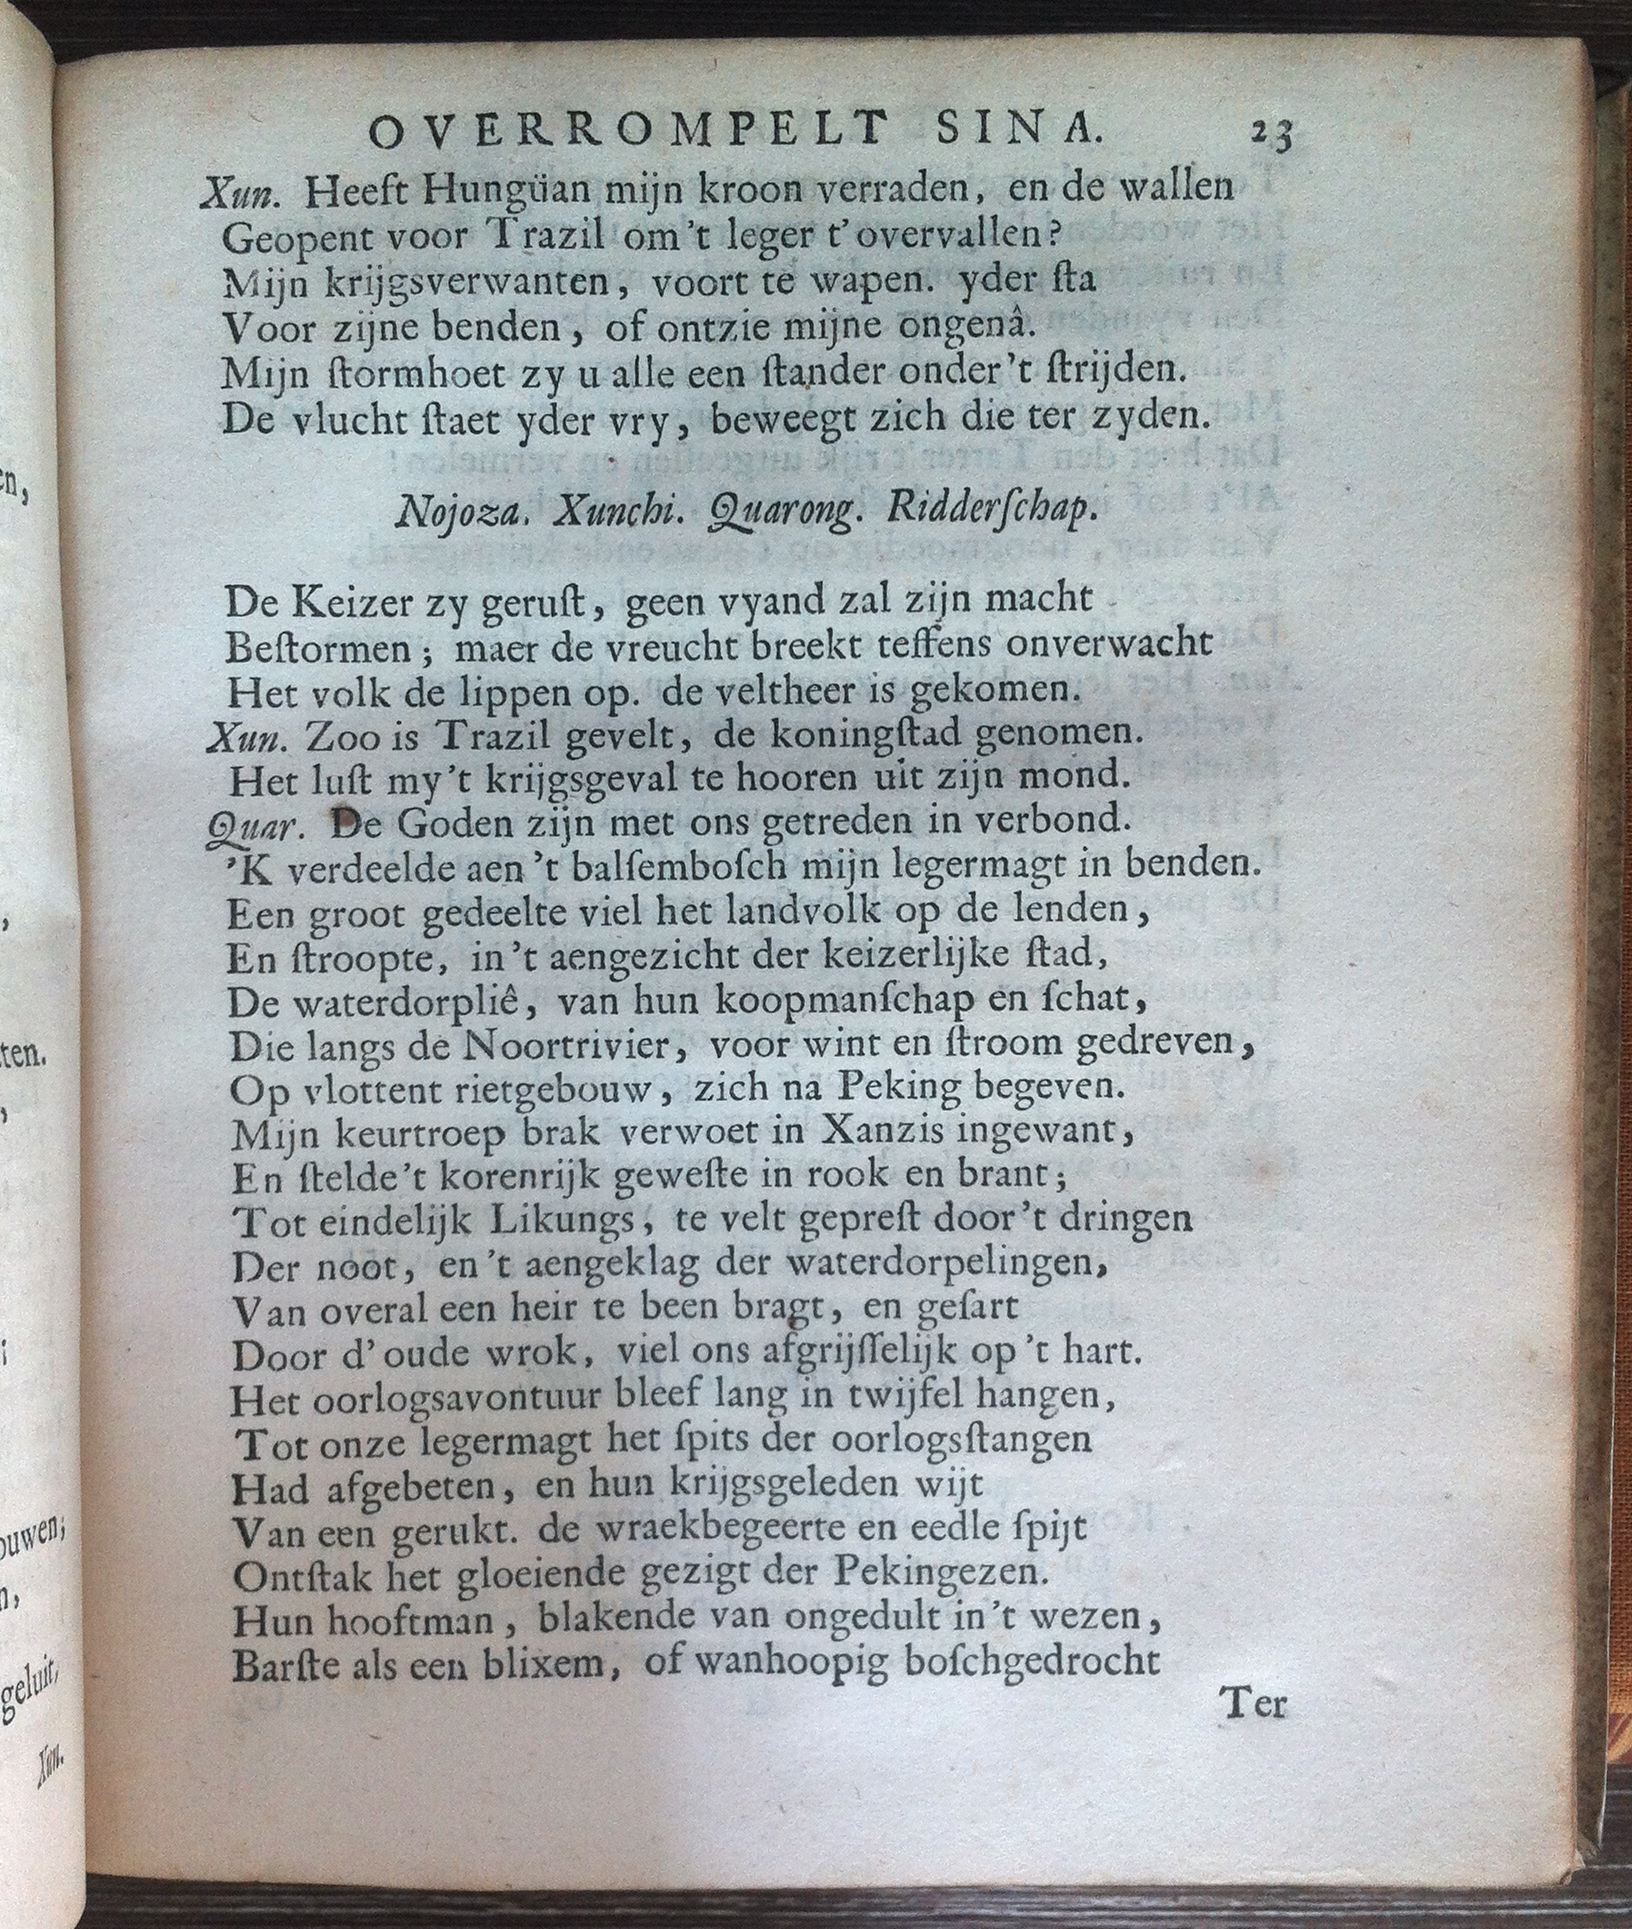 OVERROMPELT SINA. 23
Xun. Heeft Hungüan mijn kroon verraden, en de wallen
Geopent voor Trazil om 't leger t' overvallen?
Mijn krijgsverwanten, voort te wapen. yder ſta
Voor zijne benden, of ontzie mijne ongenâ.
Mijn ſtormhoet zy u alle een ſtander onder 't ſtrijden.
De vlucht ſtaet yder vry, beweegt zich die ter zyden.
Nojoza. Xunchi. Quarong. Ridderſchap.
De Keizer zy geruſt, geen vyand zal zijn macht
Beſtormen; maer de vreucht breekt teffens onverwacht
Het volk de lippen op. de veltheer is gekomen.
Xun. Zoo is Trazil gevelt, de koningſtad genomen.
Het luſt my 't krijgsgeval te hooren uit zijn mond.
Quar. De Goden zijn met ons getreden in verbond.
'K verdeelde aen 't balſemboſch mijn legermagt in benden.
Een groot gedeelte viel het landvolk op de lenden,
En ſtroopte, in 't aengezicht der keizerlijke ſtad,
De waterdorpliê, van hun koopmanſchap en ſchat,
Die langs de Noortrivier, voor wint en ſtroom gedreven,
Op vlottent rietgebouw, zich na Peking begeven.
Mijn keurtroep brak verwoet in Xanzis ingewant,
En ſtelde 't korenrijk geweſte in rook en brant;
Tot eindelijk Likungs, te velt gepreſt door 't dringen
Der noot, en 't aengeklag der waterdorpelingen,
Van overal een heir te been bragt, en geſart
Door d' oude wrok, viel ons afgrijſſelijk op 't hart.
Het oorlogsavontuur bleef lang in twijfel hangen,
Tot onze legermagt het ſpits der oorlogsſtangen
Had afgebeten, en hun krijgsgeleden wijt
Van een gerukt. de wraekbegeerte en eedle ſpijt
Ontſtak het gloeiende gezigt der Pekingezen.
Hun hooftman, blakende van ongedult in 't wezen,
Barſte als een blixem, of wanhoopig boſchgedrocht
Ter
en,
ten.
ouwen;
geluit,
Xun.